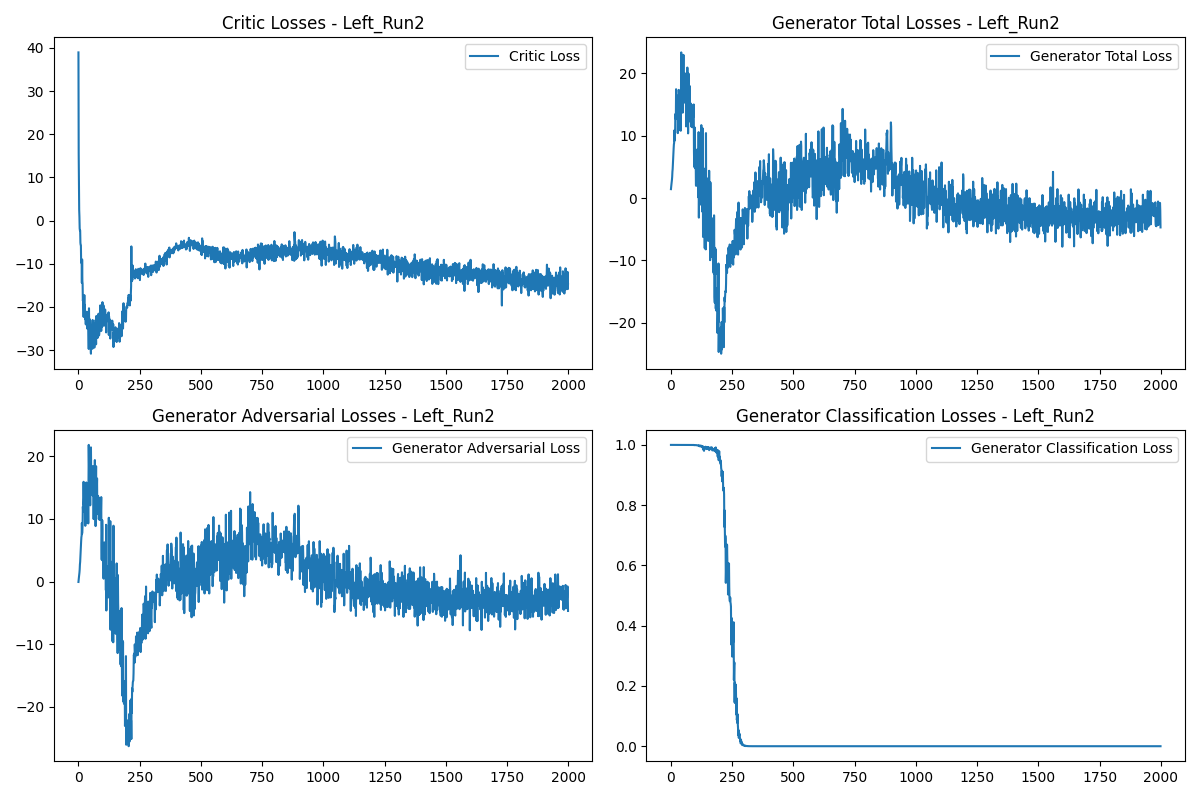 Critic Losses - Left_Run2
Critic Loss
40
30
20
10
0
−10
−20
−30
0 250 500 750 1000 1250 1500 1750 2000
Generator Total Losses - Left_Run2
Generator Total Loss
20
10
0
−10
−20
0 250 500 750 1000 1250 1500 1750 2000
Generator Adversarial Losses - Left_Run2
Generator Adversarial Loss
20
10
0
−10
−20
0 250 500 750 1000 1250 1500 1750 2000
Generator Classification Losses - Left_Run2
Generator Classification Loss
1.0
0.8
0.6
0.4
0.2
0.0
0 250 500 750 1000 1250 1500 1750 2000